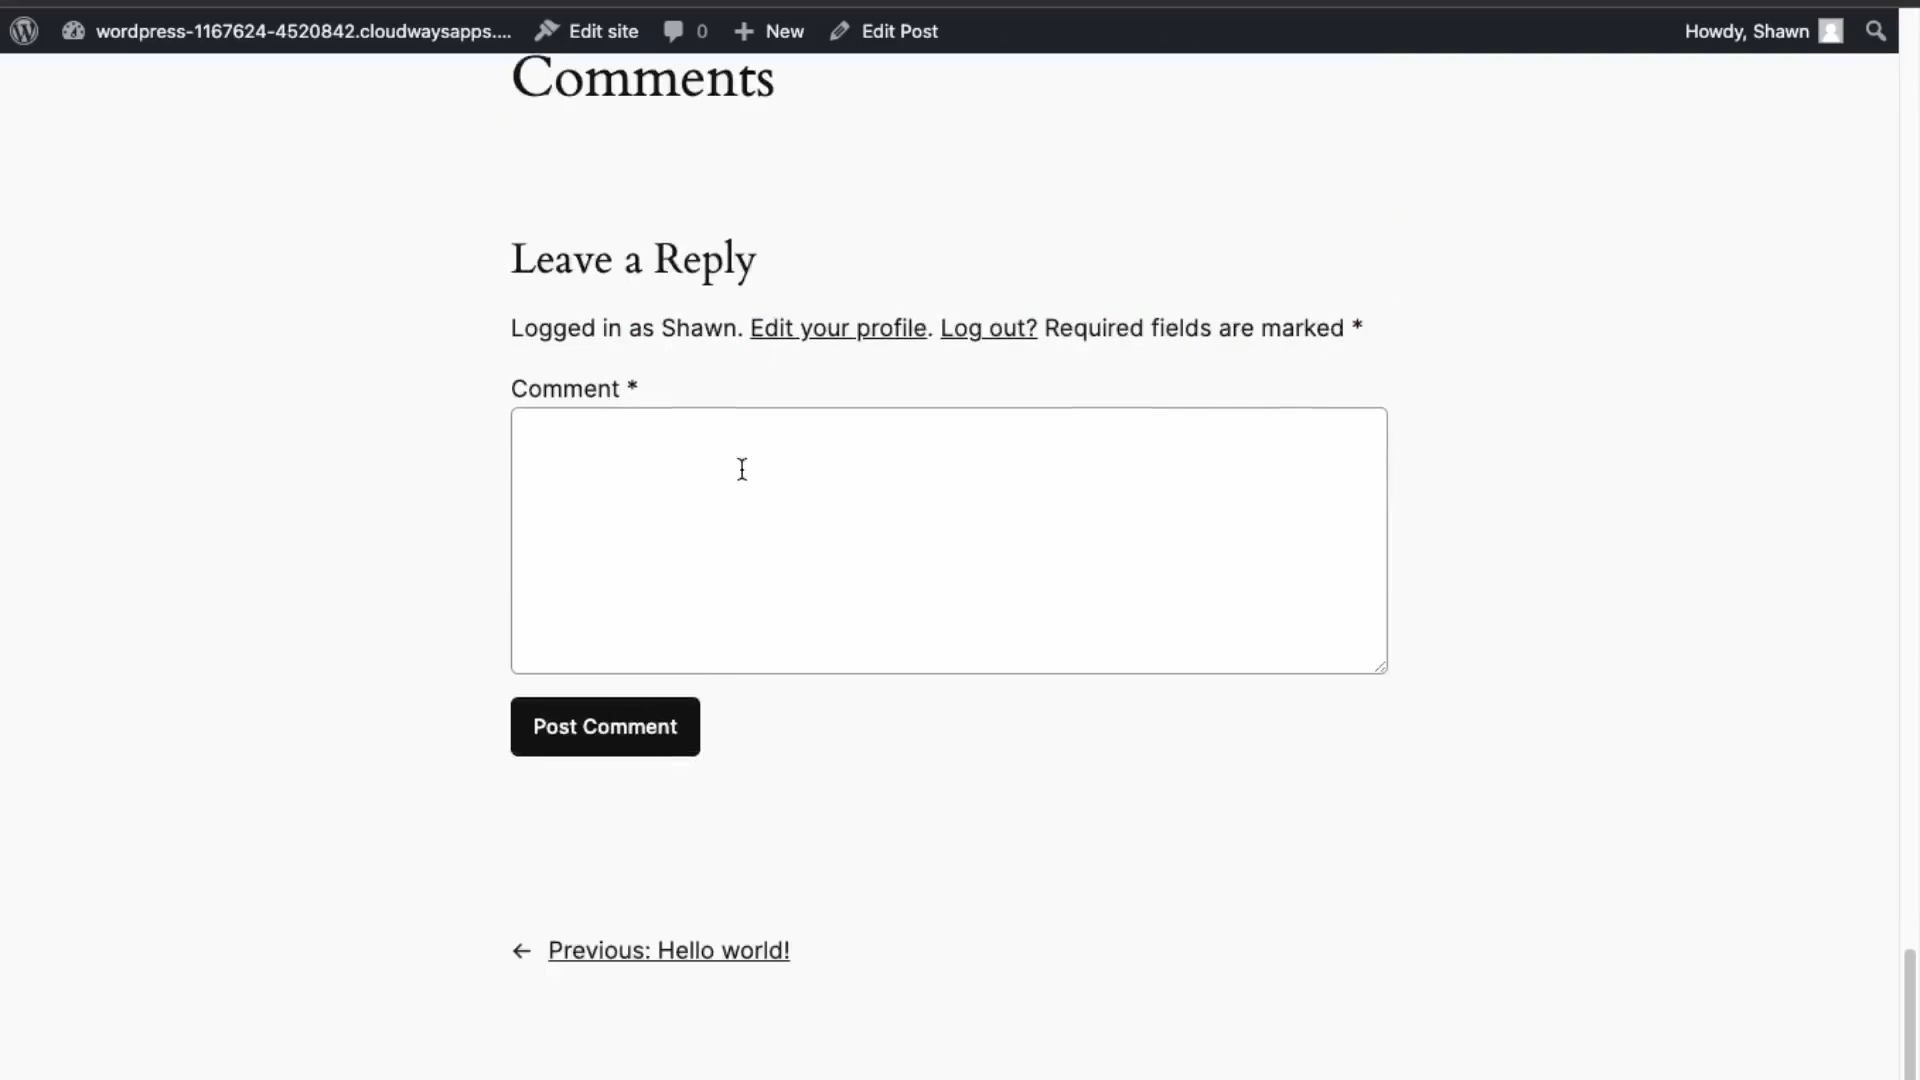 wordpress-1167624-4520842.cloudwaysapps.... Edit site 0 New Edit Post Howdy, Shawn
Comments
Leave a Reply
Logged in as Shawn. Edit your profile. Log out? Required fields are marked *
Comment *
Post Comment
← Previous: Hello world!